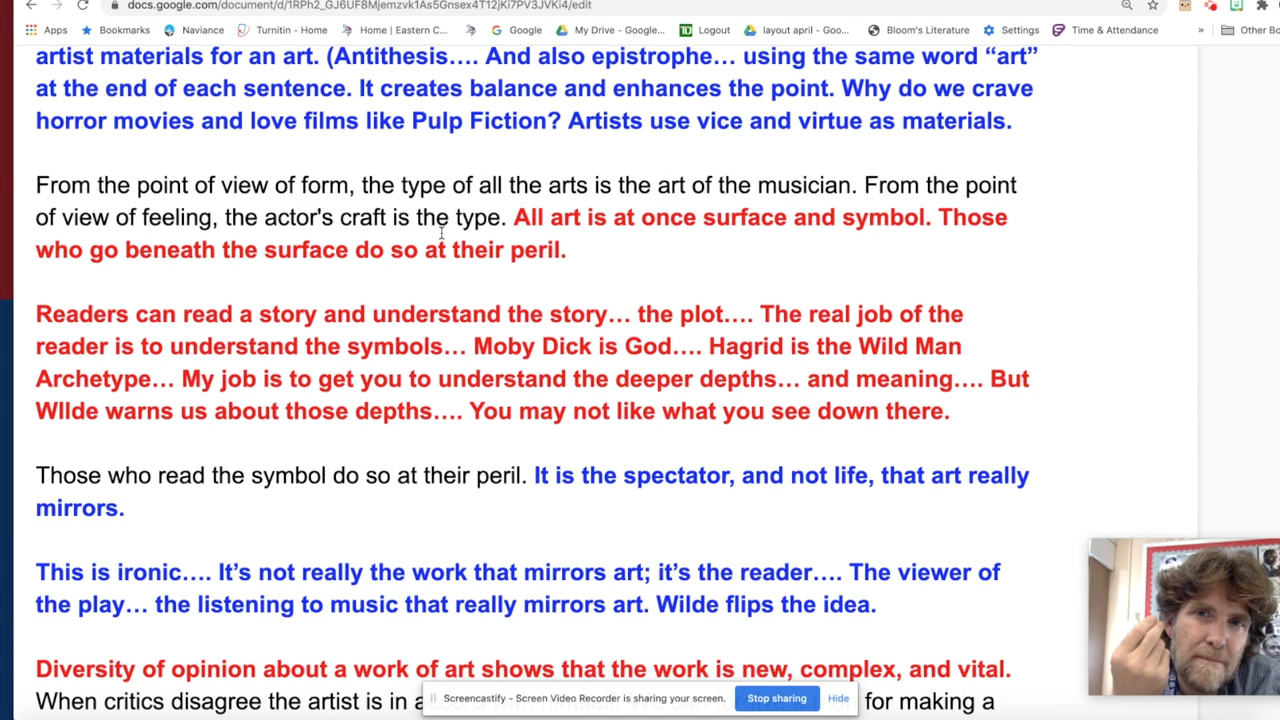 docs.google.com/document/d/1RPh2_GJ6UF8Mjemzvk1As5Gnsex4T12jKi7PV3JVKi4/edit
Apps Bookmarks Naviance Turnitin - Home Home | Eastern C... Google My Drive - Google... Logout layout april - Goo... Bloom's Literature Settings Time & Attendance » Other Bo
artist materials for an art. (Antithesis.... And also epistrophe... using the same word “art”
at the end of each sentence. It creates balance and enhances the point. Why do we crave
horror movies and love films like Pulp Fiction? Artists use vice and virtue as materials.
From the point of view of form, the type of all the arts is the art of the musician. From the point
of view of feeling, the actor's craft is the type. All art is at once surface and symbol. Those
who go beneath the surface do so at their peril.
Readers can read a story and understand the story... the plot.... The real job of the
reader is to understand the symbols... Moby Dick is God.... Hagrid is the Wild Man
Archetype... My job is to get you to understand the deeper depths... and meaning.... But
WIlde warns us about those depths.... You may not like what you see down there.
Those who read the symbol do so at their peril. It is the spectator, and not life, that art really
mirrors.
This is ironic.... It’s not really the work that mirrors art; it’s the reader.... The viewer of
the play... the listening to music that really mirrors art. Wilde flips the idea.
Diversity of opinion about a work of art shows that the work is new, complex, and vital.
When critics disagree the artist is in a for making a
Screencastify - Screen Video Recorder is sharing your screen. Stop sharing Hide